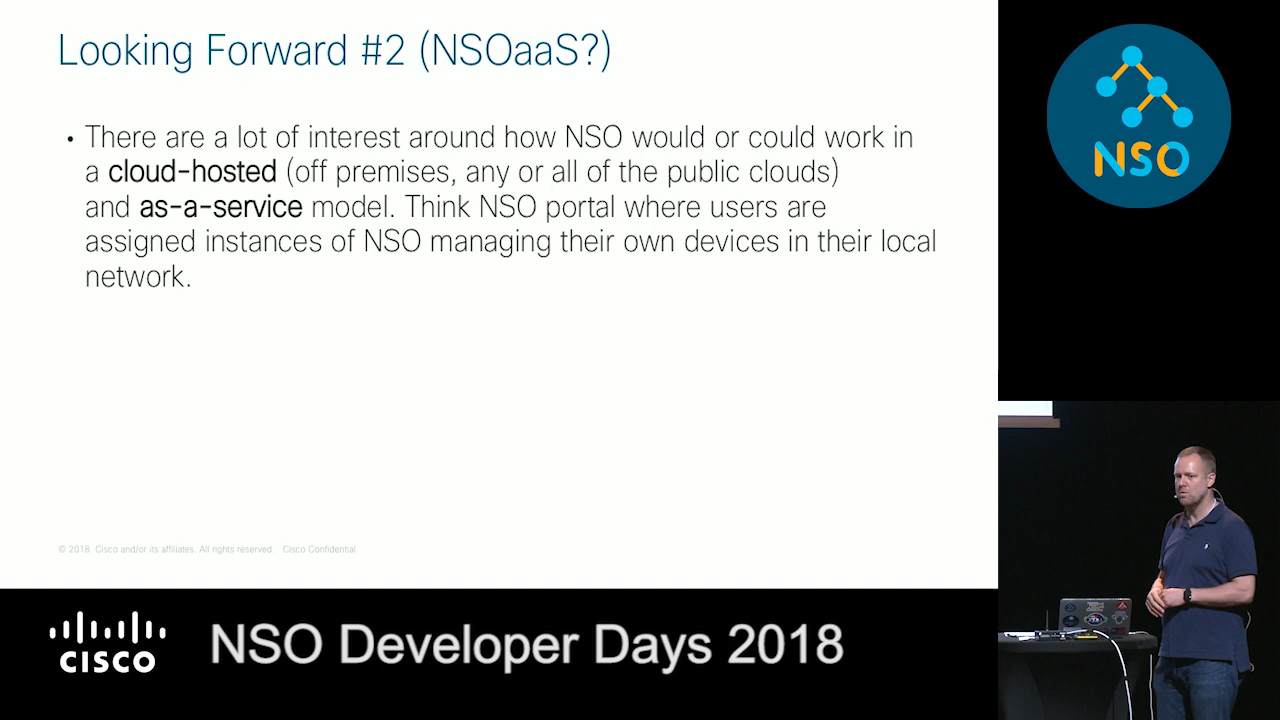 Looking Forward #2 (NSOaaS?)
• There are a lot of interest around how NSO would or could work in
a cloud-hosted (off premises, any or all of the public clouds)
and as-a-service model. Think NSO portal where users are
assigned instances of NSO managing their own devices in their local
network.
© 2018 Cisco and/or its affiliates. All rights reserved. Cisco Confidential
NSO
CISCO
NSO Developer Days 2018